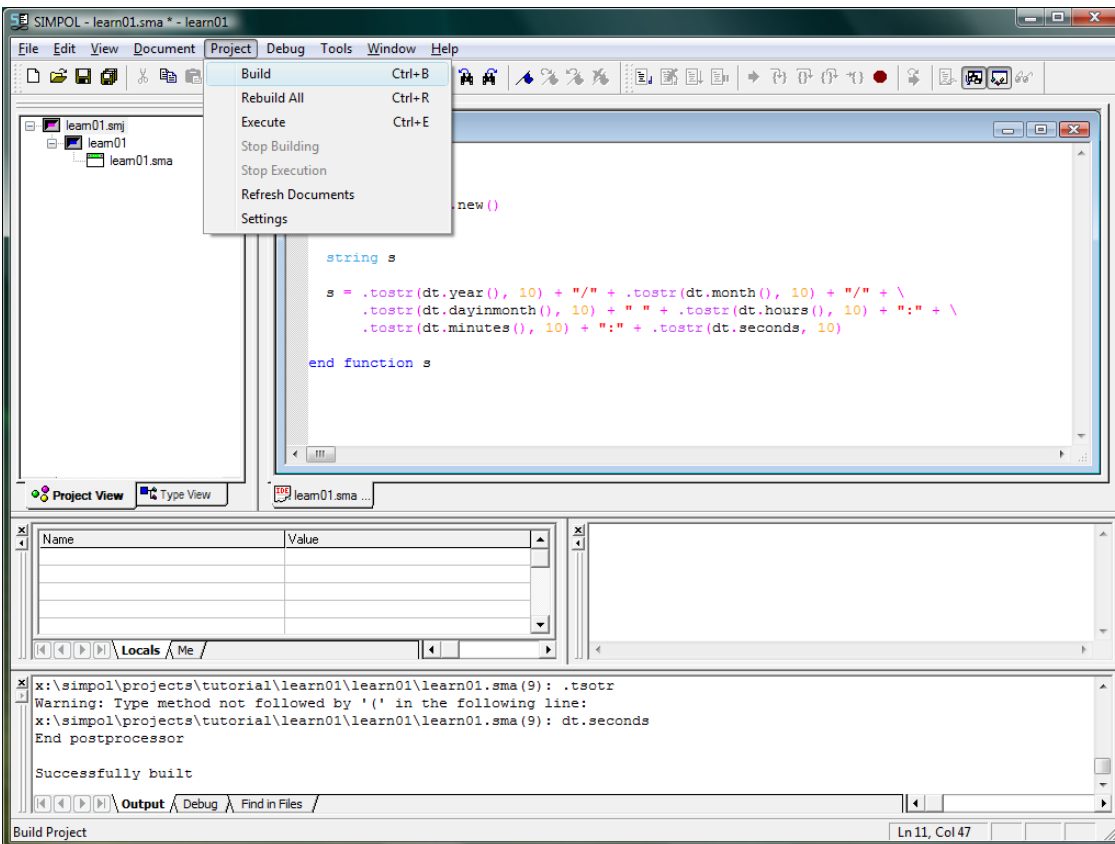 SIMPOL - learn01.sma * - learn01
File Edit View Document Project Debug Tools Window Help
Build Ctrl+B
Rebuild All Ctrl+R
Execute Ctrl+E
Stop Building
Stop Execution
Refresh Documents
Settings
learn01.smj
learn01
learn01.sma
.new()
string s
s = .tostr(dt.year(), 10) + "/" + .tostr(dt.month(), 10) + "/" + \
.tostr(dt.dayinmonth(), 10) + " " + .tostr(dt.hours(), 10) + ":" + \
.tostr(dt.minutes(), 10) + ":" + .tostr(dt.seconds, 10)
end function s
Project View Type View
IDE learn01.sma ...
Name Value
Locals Me
x:\simpol\projects\tutorial\learn01\learn01\learn01.sma(9): .tsotr
Warning: Type method not followed by '(' in the following line:
x:\simpol\projects\tutorial\learn01\learn01\learn01.sma(9): dt.seconds
End postprocessor
Successfully built
Output Debug Find in Files
Build Project Ln 11, Col 47